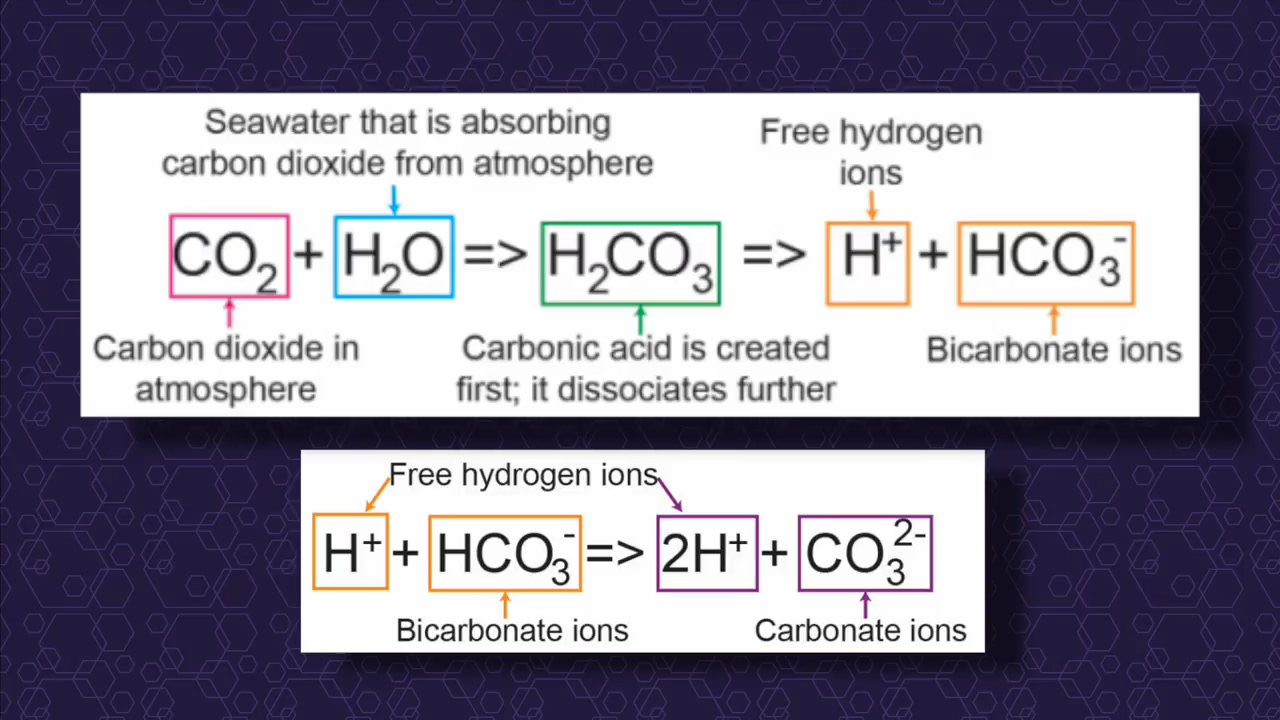 Seawater that is absorbing
carbon dioxide from atmosphere
Free hydrogen
ions
CO₂ + H₂O => H₂CO₃ => H⁺ + HCO₃⁻
Carbon dioxide in
atmosphere
Carbonic acid is created
first; it dissociates further
Bicarbonate ions
Free hydrogen ions
H⁺ + HCO₃⁻ => 2H⁺ + CO₃²⁻
Bicarbonate ions
Carbonate ions